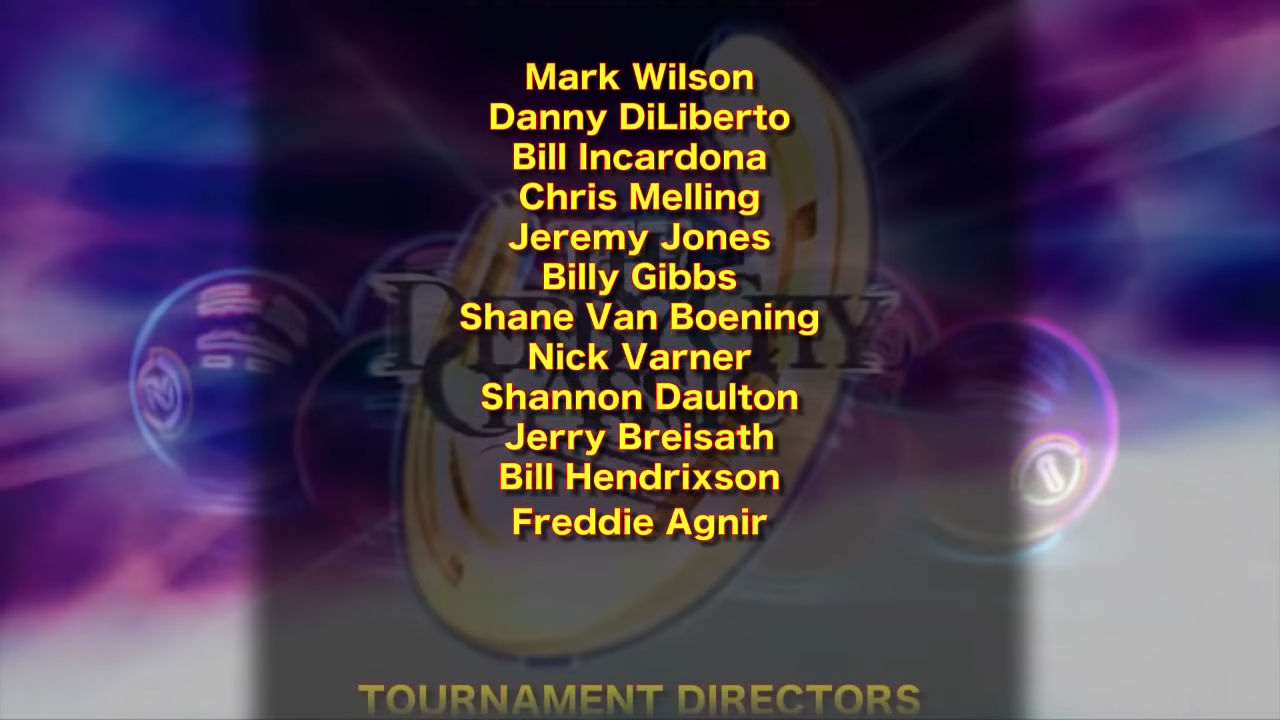 Mark Wilson
Danny DiLiberto
Bill Incardona
Chris Melling
Jeremy Jones
Billy Gibbs
Shane Van Boening
Nick Varner
Shannon Daulton
Jerry Breisath
Bill Hendrixson
Freddie Agnir
TOURNAMENT DIRECTORS